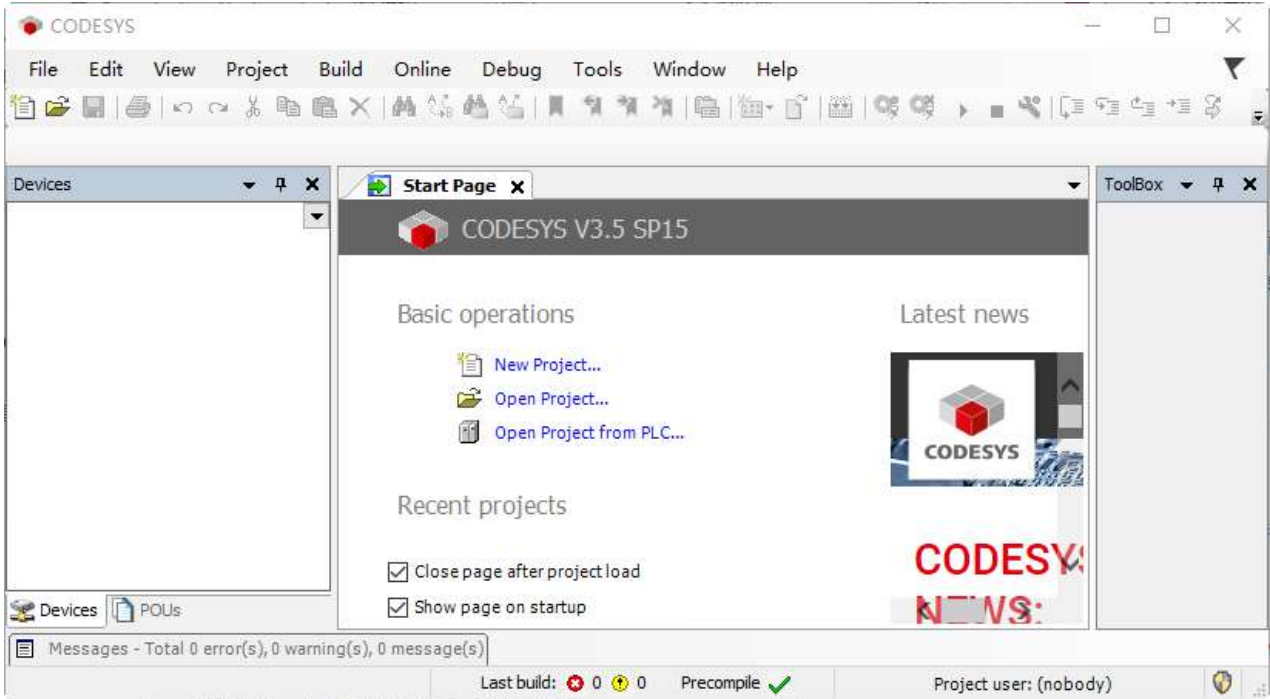 CODESYS
File Edit View Project Build Online Debug Tools Window Help
Devices
Start Page
ToolBox
CODESYS V3.5 SP15
Basic operations
New Project...
Open Project...
Open Project from PLC...
Recent projects
Close page after project load
Show page on startup
Latest news
CODESYS
CODESYS
NEWS:
Devices POUs
Messages - Total 0 error(s), 0 warning(s), 0 message(s)
Last build: 0 0 Precompile Project user: (nobody)